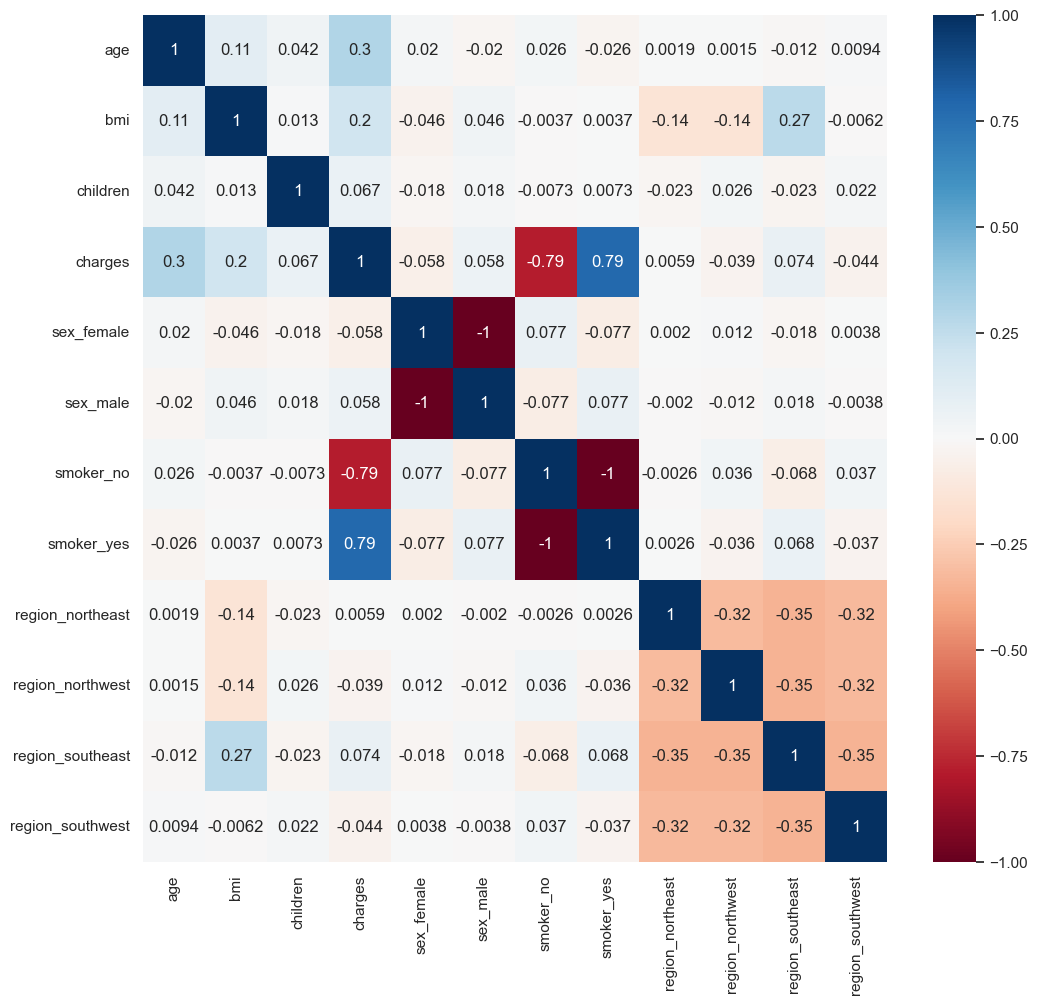 age 1 0.11 0.042 0.3 0.02 -0.02 0.026 -0.026 0.0019 0.0015 -0.012 0.0094
bmi 0.11 1 0.013 0.2 -0.046 0.046 -0.0037 0.0037 -0.14 -0.14 0.27 -0.0062
children 0.042 0.013 1 0.067 -0.018 0.018 -0.0073 0.0073 -0.023 0.026 -0.023 0.022
charges 0.3 0.2 0.067 1 -0.058 0.058 -0.79 0.79 0.0059 -0.039 0.074 -0.044
sex_female 0.02 -0.046 -0.018 -0.058 1 -1 0.077 -0.077 0.002 0.012 -0.018 0.0038
sex_male -0.02 0.046 0.018 0.058 -1 1 -0.077 0.077 -0.002 -0.012 0.018 -0.0038
smoker_no 0.026 -0.0037 -0.0073 -0.79 0.077 -0.077 1 -1 -0.0026 0.036 -0.068 0.037
smoker_yes -0.026 0.0037 0.0073 0.79 -0.077 0.077 -1 1 0.0026 -0.036 0.068 -0.037
region_northeast 0.0019 -0.14 -0.023 0.0059 0.002 -0.002 -0.0026 0.0026 1 -0.32 -0.35 -0.32
region_northwest 0.0015 -0.14 0.026 -0.039 0.012 -0.012 0.036 -0.036 -0.32 1 -0.35 -0.32
region_southeast -0.012 0.27 -0.023 0.074 -0.018 0.018 -0.068 0.068 -0.35 -0.35 1 -0.35
region_southwest 0.0094 -0.0062 0.022 -0.044 0.0038 -0.0038 0.037 -0.037 -0.32 -0.32 -0.35 1
age
bmi
children
charges
sex_female
sex_male
smoker_no
smoker_yes
region_northeast
region_northwest
region_southeast
region_southwest
1.00
0.75
0.50
0.25
0.00
−0.25
−0.50
−0.75
−1.00